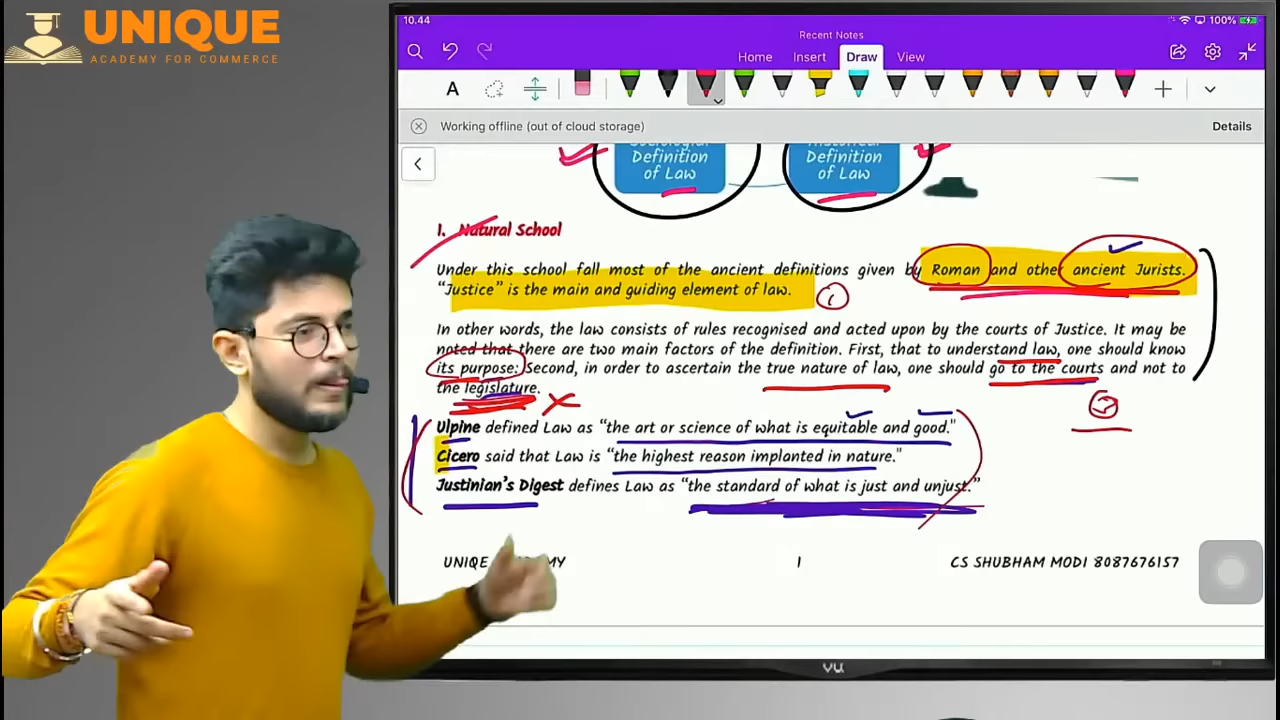 UNIQUE
ACADEMY FOR COMMERCE
10.44
100%
Recent Notes
Home Insert Draw View
A
Working offline (out of cloud storage) Details
Definition Definition
of Law of Law
1. Natural School
Under this school fall most of the ancient definitions given by Roman and other ancient Jurists.
"Justice" is the main and guiding element of law.
In other words, the law consists of rules recognised and acted upon by the courts of Justice. It may be
noted that there are two main factors of the definition. First, that to understand law, one should know
its purpose: Second, in order to ascertain the true nature of law, one should go to the courts and not to
the legislature.
Ulpine defined Law as "the art or science of what is equitable and good."
Cicero said that Law is "the highest reason implanted in nature."
Justinian's Digest defines Law as "the standard of what is just and unjust."
1 CS SHUBHAM MODI 8087676157
VU